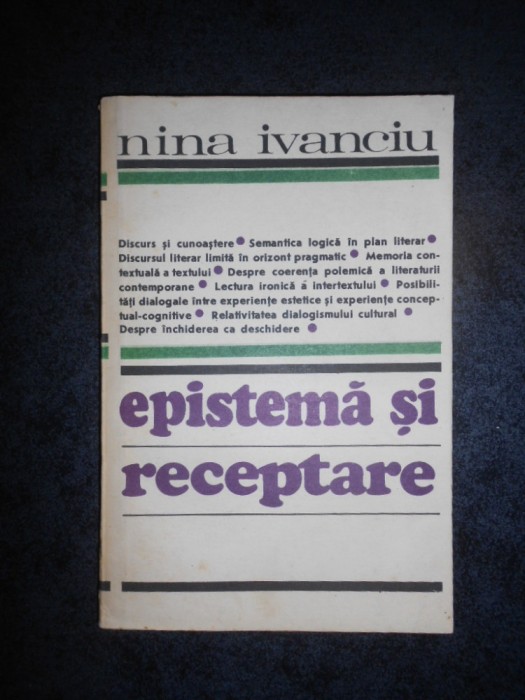 nina ivanciu
Discurs și cunoaștere ● Semantica logică în plan literar ●
Discursul literar limită în orizont pragmatic ● Memoria con-
textuală a textului ● Despre coerența polemică a literaturii
contemporane ● Lectura ironică a intertextului ● Posibili-
tăți dialogale între experiențe estetice și experiențe concep-
tual-cognitive ● Relativitatea dialogismului cultural ●
Despre închiderea ca deschidere ●
epistemă și
receptare